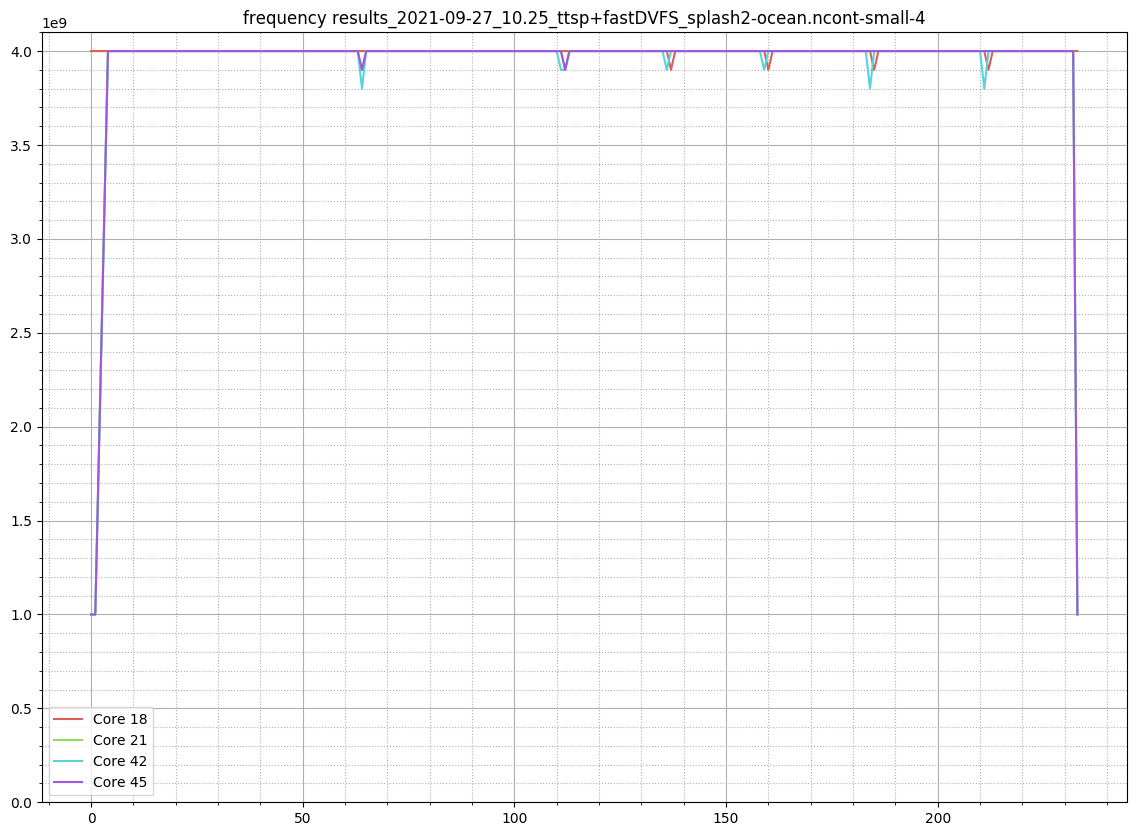 frequency results_2021-09-27_10.25_ttsp+fastDVFS_splash2-ocean.ncont-small-4
1e9
4.0
3.5
3.0
2.5
2.0
1.5
1.0
0.5
0.0
Core 18
Core 21
Core 42
Core 45
0 50 100 150 200